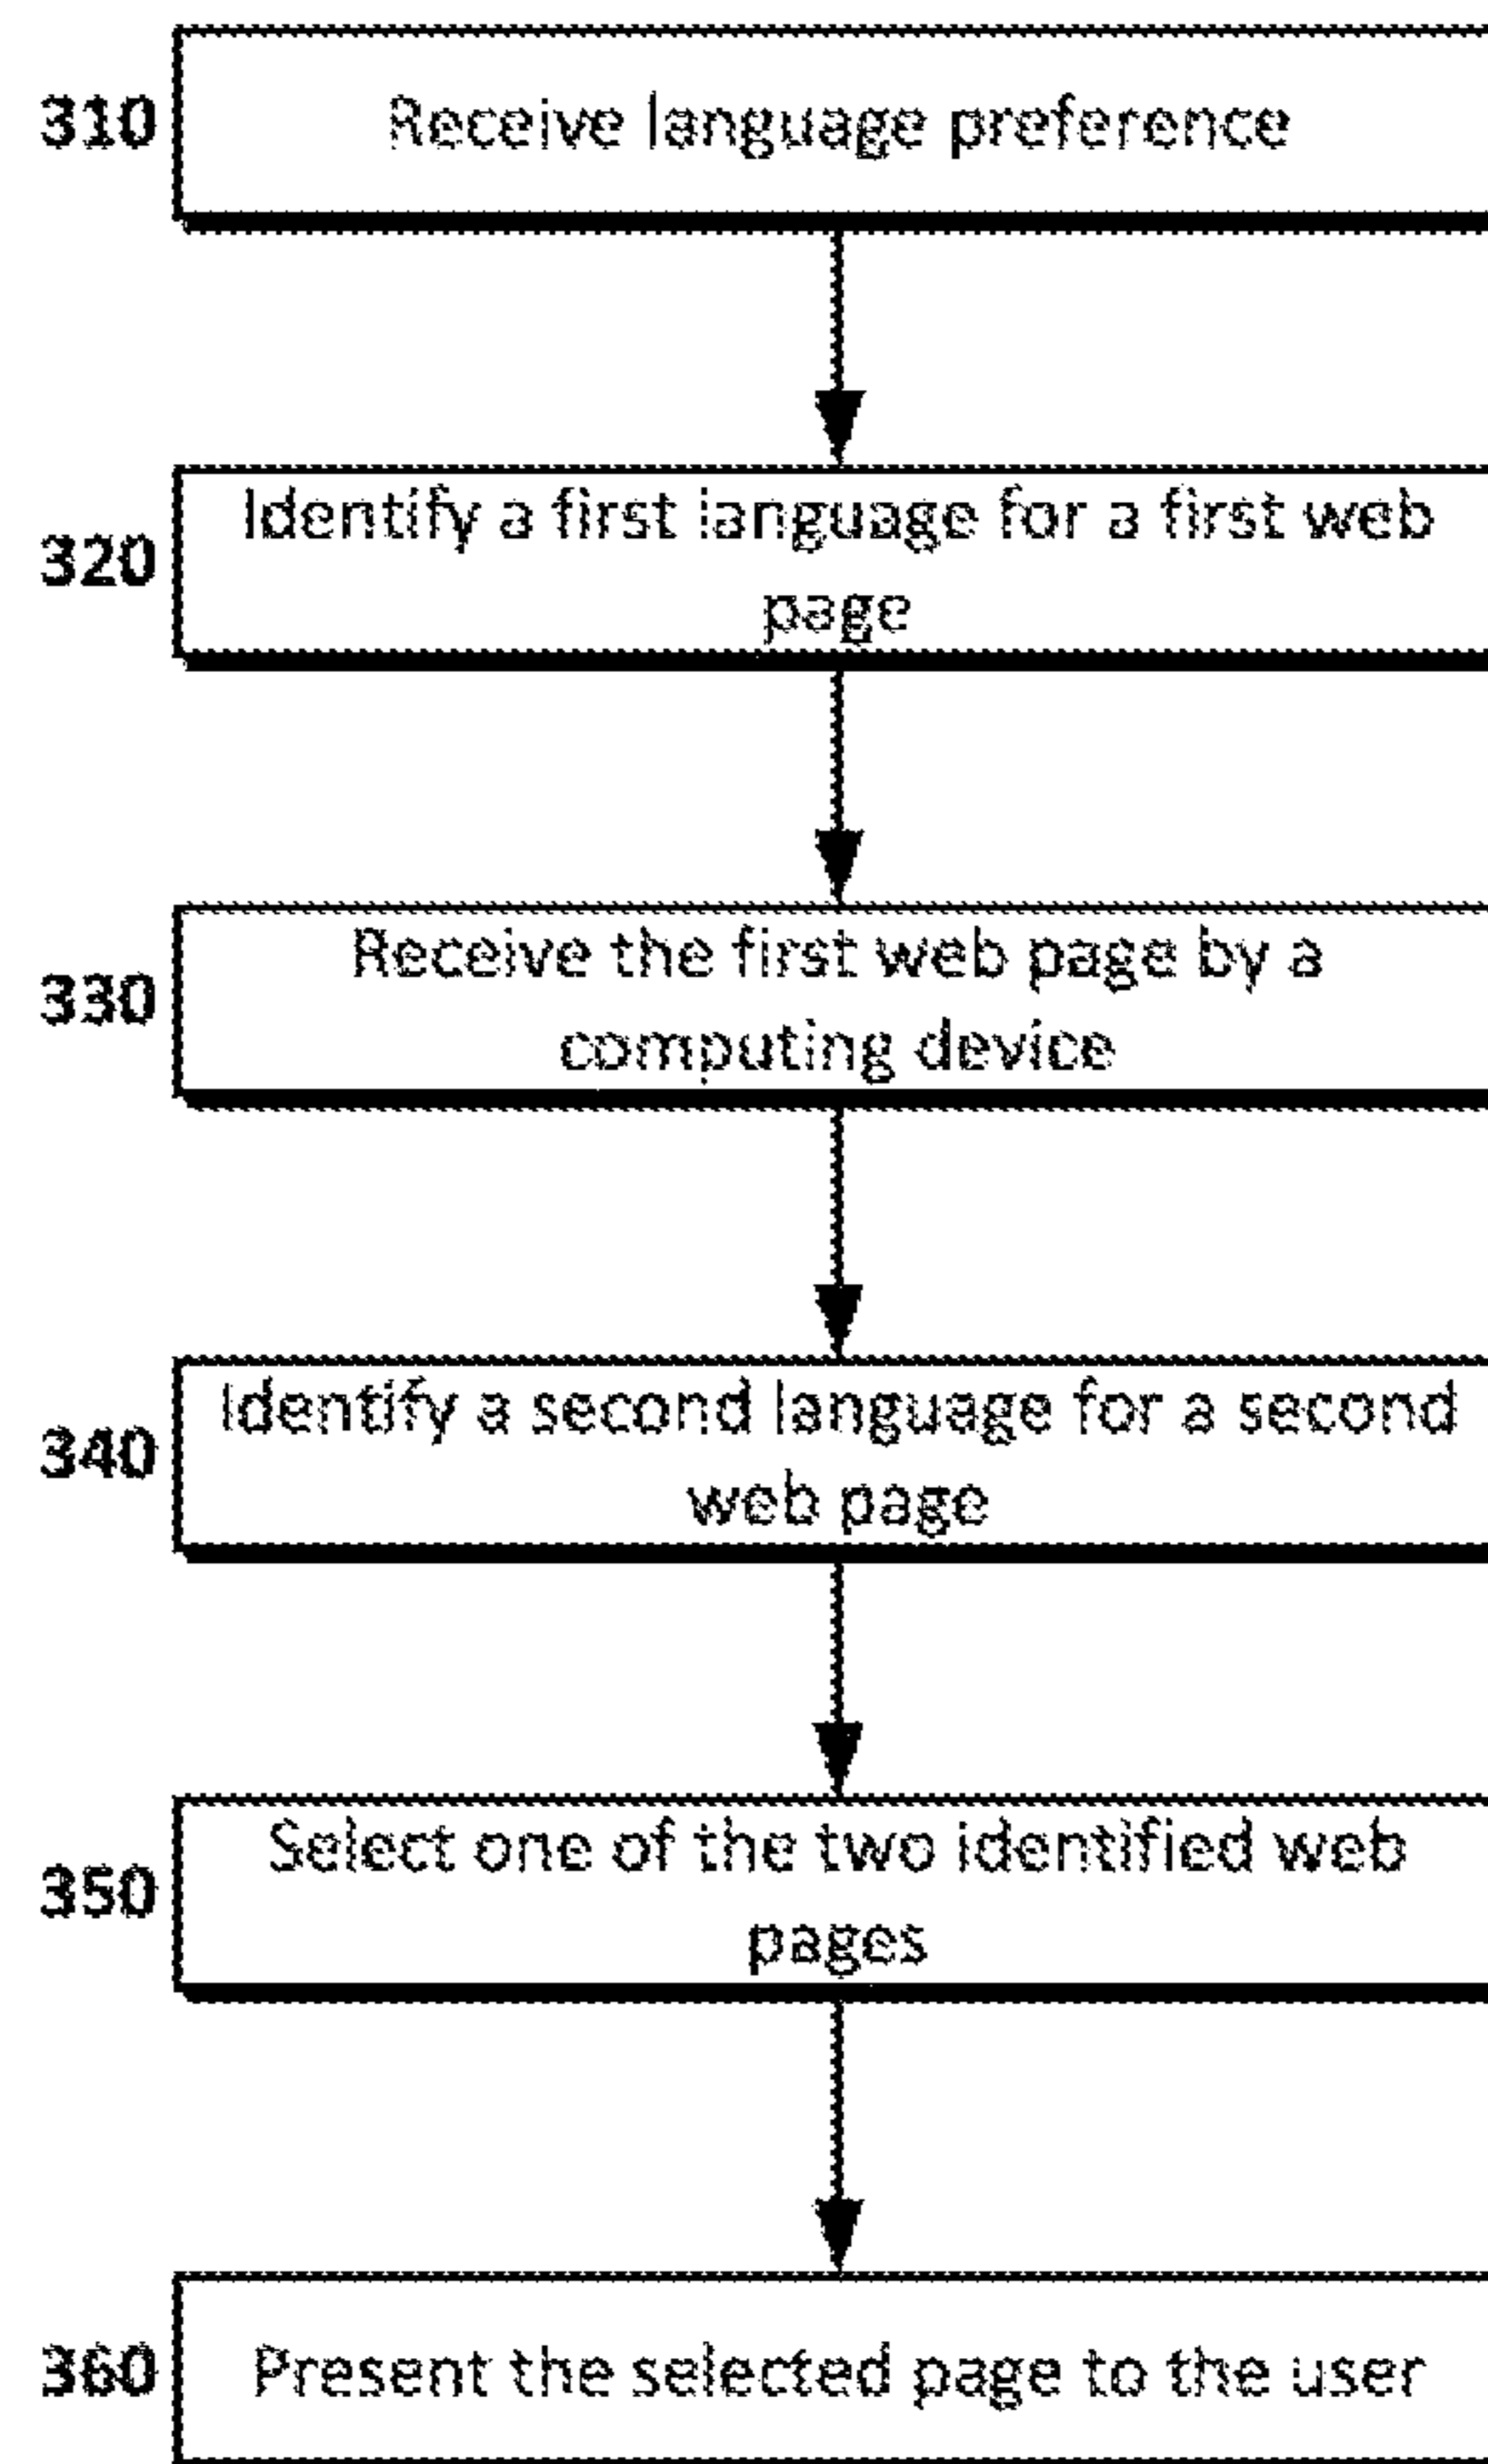 310
Receive language preference
320
Identify a first language for a first web
page
330
Receive the first web page by a
computing device
340
Identify a second language for a second
web page
350
Select one of the two identified web
pages
360
Present the selected page to the user